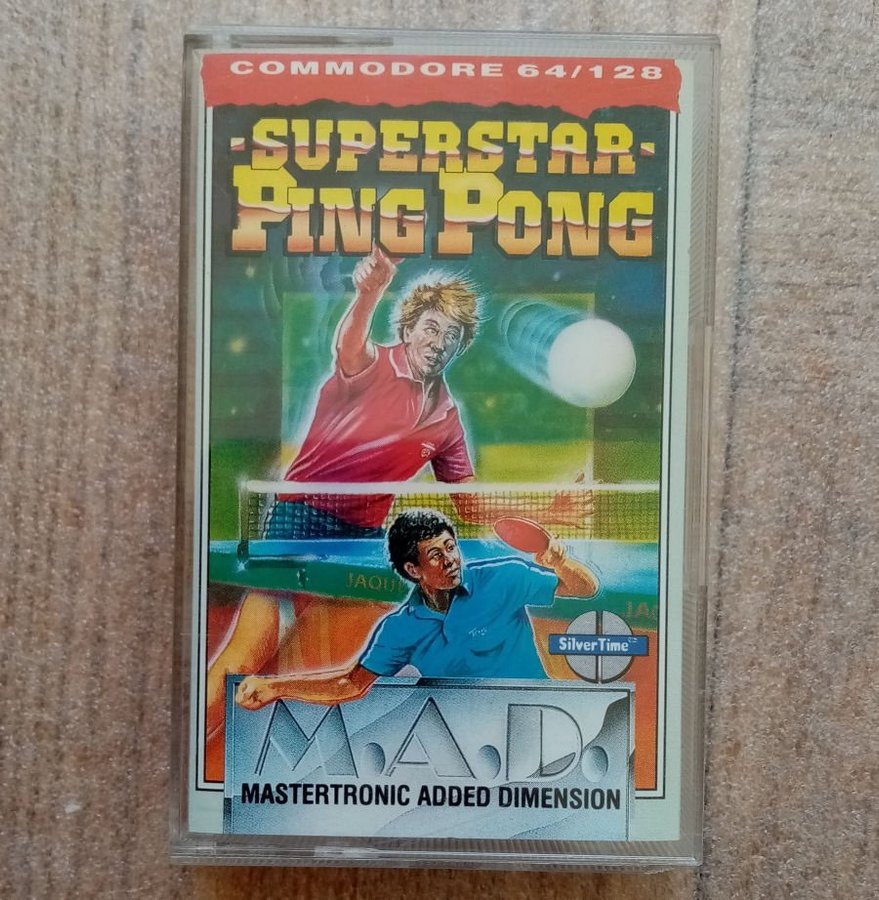 COMMODORE 64/128
·SUPERSTAR·
PING PONG
SilverTime
M.A.D.
MASTERTRONIC ADDED DIMENSION